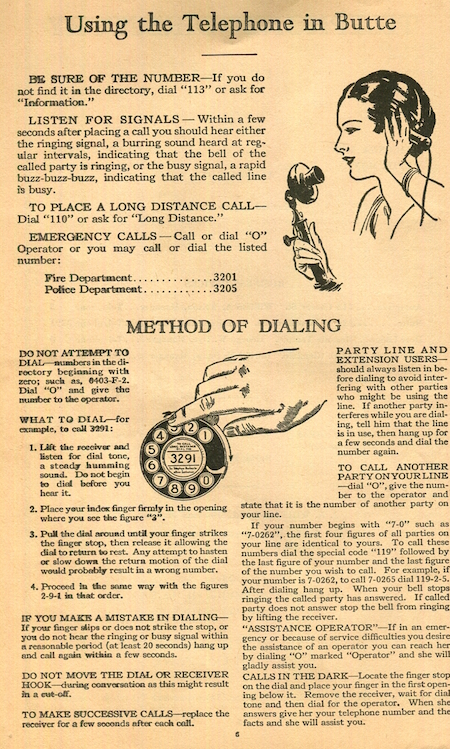 Using the Telephone in Butte
BE SURE OF THE NUMBER—If you do
not find it in the directory, dial "113" or ask for
"Information."
LISTEN FOR SIGNALS — Within a few
seconds after placing a call you should hear either
the ringing signal, a burring sound heard at reg-
ular intervals, indicating that the bell of the
called party is ringing, or the busy signal, a rapid
buzz-buzz-buzz, indicating that the called line
is busy.
TO PLACE A LONG DISTANCE CALL—
Dial "110" or ask for "Long Distance."
EMERGENCY CALLS — Call or dial "O"
Operator or you may call or dial the listed
number:
Fire Department.............3201
Police Department............3205
METHOD OF DIALING
DO NOT ATTEMPT TO
DIAL—numbers in the di-
rectory beginning with
zero; such as, 0403-F-2.
Dial "O" and give the
number to the operator.
WHAT TO DIAL—for
example, to call 3291:
1. Lift the receiver and
listen for dial tone,
a steady humming
sound. Do not begin
to dial before you
hear it.
2. Place your index finger firmly in the opening
where you see the figure "3".
3. Pull the dial around until your finger strikes
the finger stop, then release it allowing the
dial to return to rest. Any attempt to hasten
or slow down the return motion of the dial
would probably result in a wrong number.
4. Proceed in the same way with the figures
2-9-1 in that order.
IF YOU MAKE A MISTAKE IN DIALING—
If your finger slips or does not strike the stop, or
you do not hear the ringing or busy signal within
a reasonable period (at least 20 seconds) hang up
and call again within a few seconds.
DO NOT MOVE THE DIAL OR RECEIVER
HOOK—during conversation as this might result
in a cut-off.
TO MAKE SUCCESSIVE CALLS—replace the
receiver for a few seconds after each call.
3291
1
2
3
4
5
6
7
8
9
0
PARTY LINE AND
EXTENSION USERS—
should always listen in be-
fore dialing to avoid inter-
fering with other parties
who might be using the
line. If another party in-
terferes while you are dial-
ing, tell him that the line
is in use, then hang up for
a few seconds and dial the
number again.
TO CALL ANOTHER
PARTY ON YOUR LINE
—dial "O", give the num-
ber to the operator and
state that it is the number of another party on
your line.
If your number begins with "7-0" such as
"7-0262", the first four figures of all parties on
your line are identical to yours. To call these
numbers dial the special code "119" followed by
the last figure of your number and the last figure
of the number you wish to call. For example, if
your number is 7-0262, to call 7-0265 dial 119-2-5.
After dialing hang up. When your bell stops
ringing the called party has answered. If called
party does not answer stop the bell from ringing
by lifting the receiver.
"ASSISTANCE OPERATOR"—If in an emer-
gency or because of service difficulties you desire
the assistance of an operator you can reach her
by dialing "O" marked "Operator" and she will
gladly assist you.
CALLS IN THE DARK—Locate the finger stop
on the dial and place your finger in the first open-
ing below it. Remove the receiver, wait for dial
tone and then dial for the operator. When she
answers give her your telephone number and the
facts and she will assist you.
6